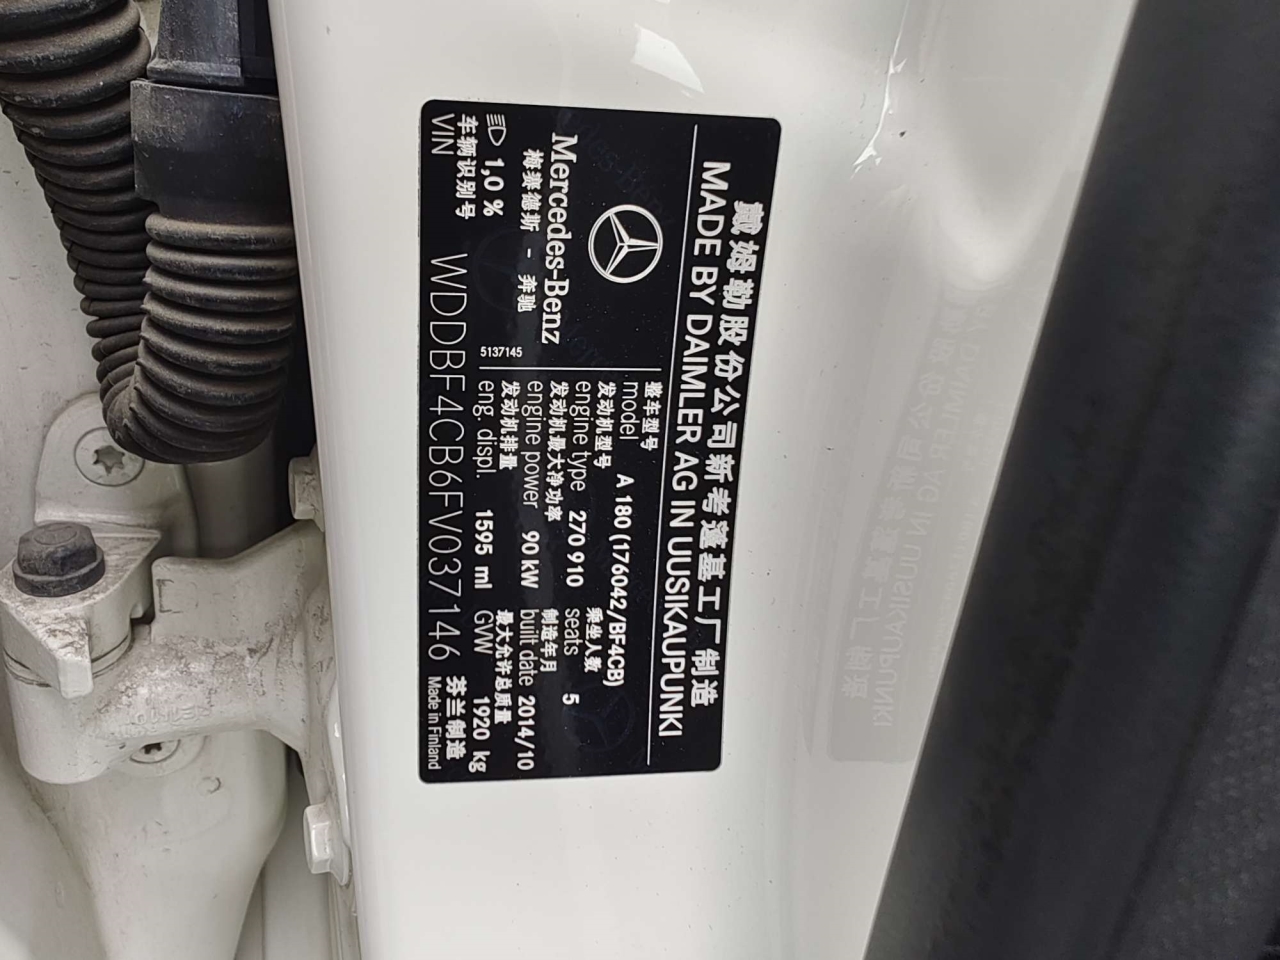 戴姆勒股份公司新考蓬基工厂制造
MADE BY DAIMLER AG IN UUSIKAUPUNKI
Mercedes-Benz
梅赛德斯 - 奔驰
1,0 %
5137145
整车型号
model A 180 (176042/BF4CB)
发动机型号
engine type 270 910
乘坐人数
seats 5
发动机最大净功率
engine power 90 kW
制造年月
built date 2014/10
发动机排量
eng. displ. 1595 ml
最大允许总质量
GVW 1920 kg
车辆识别号
VIN WDDBF4CB6FV037146
芬兰制造
Made in Finland